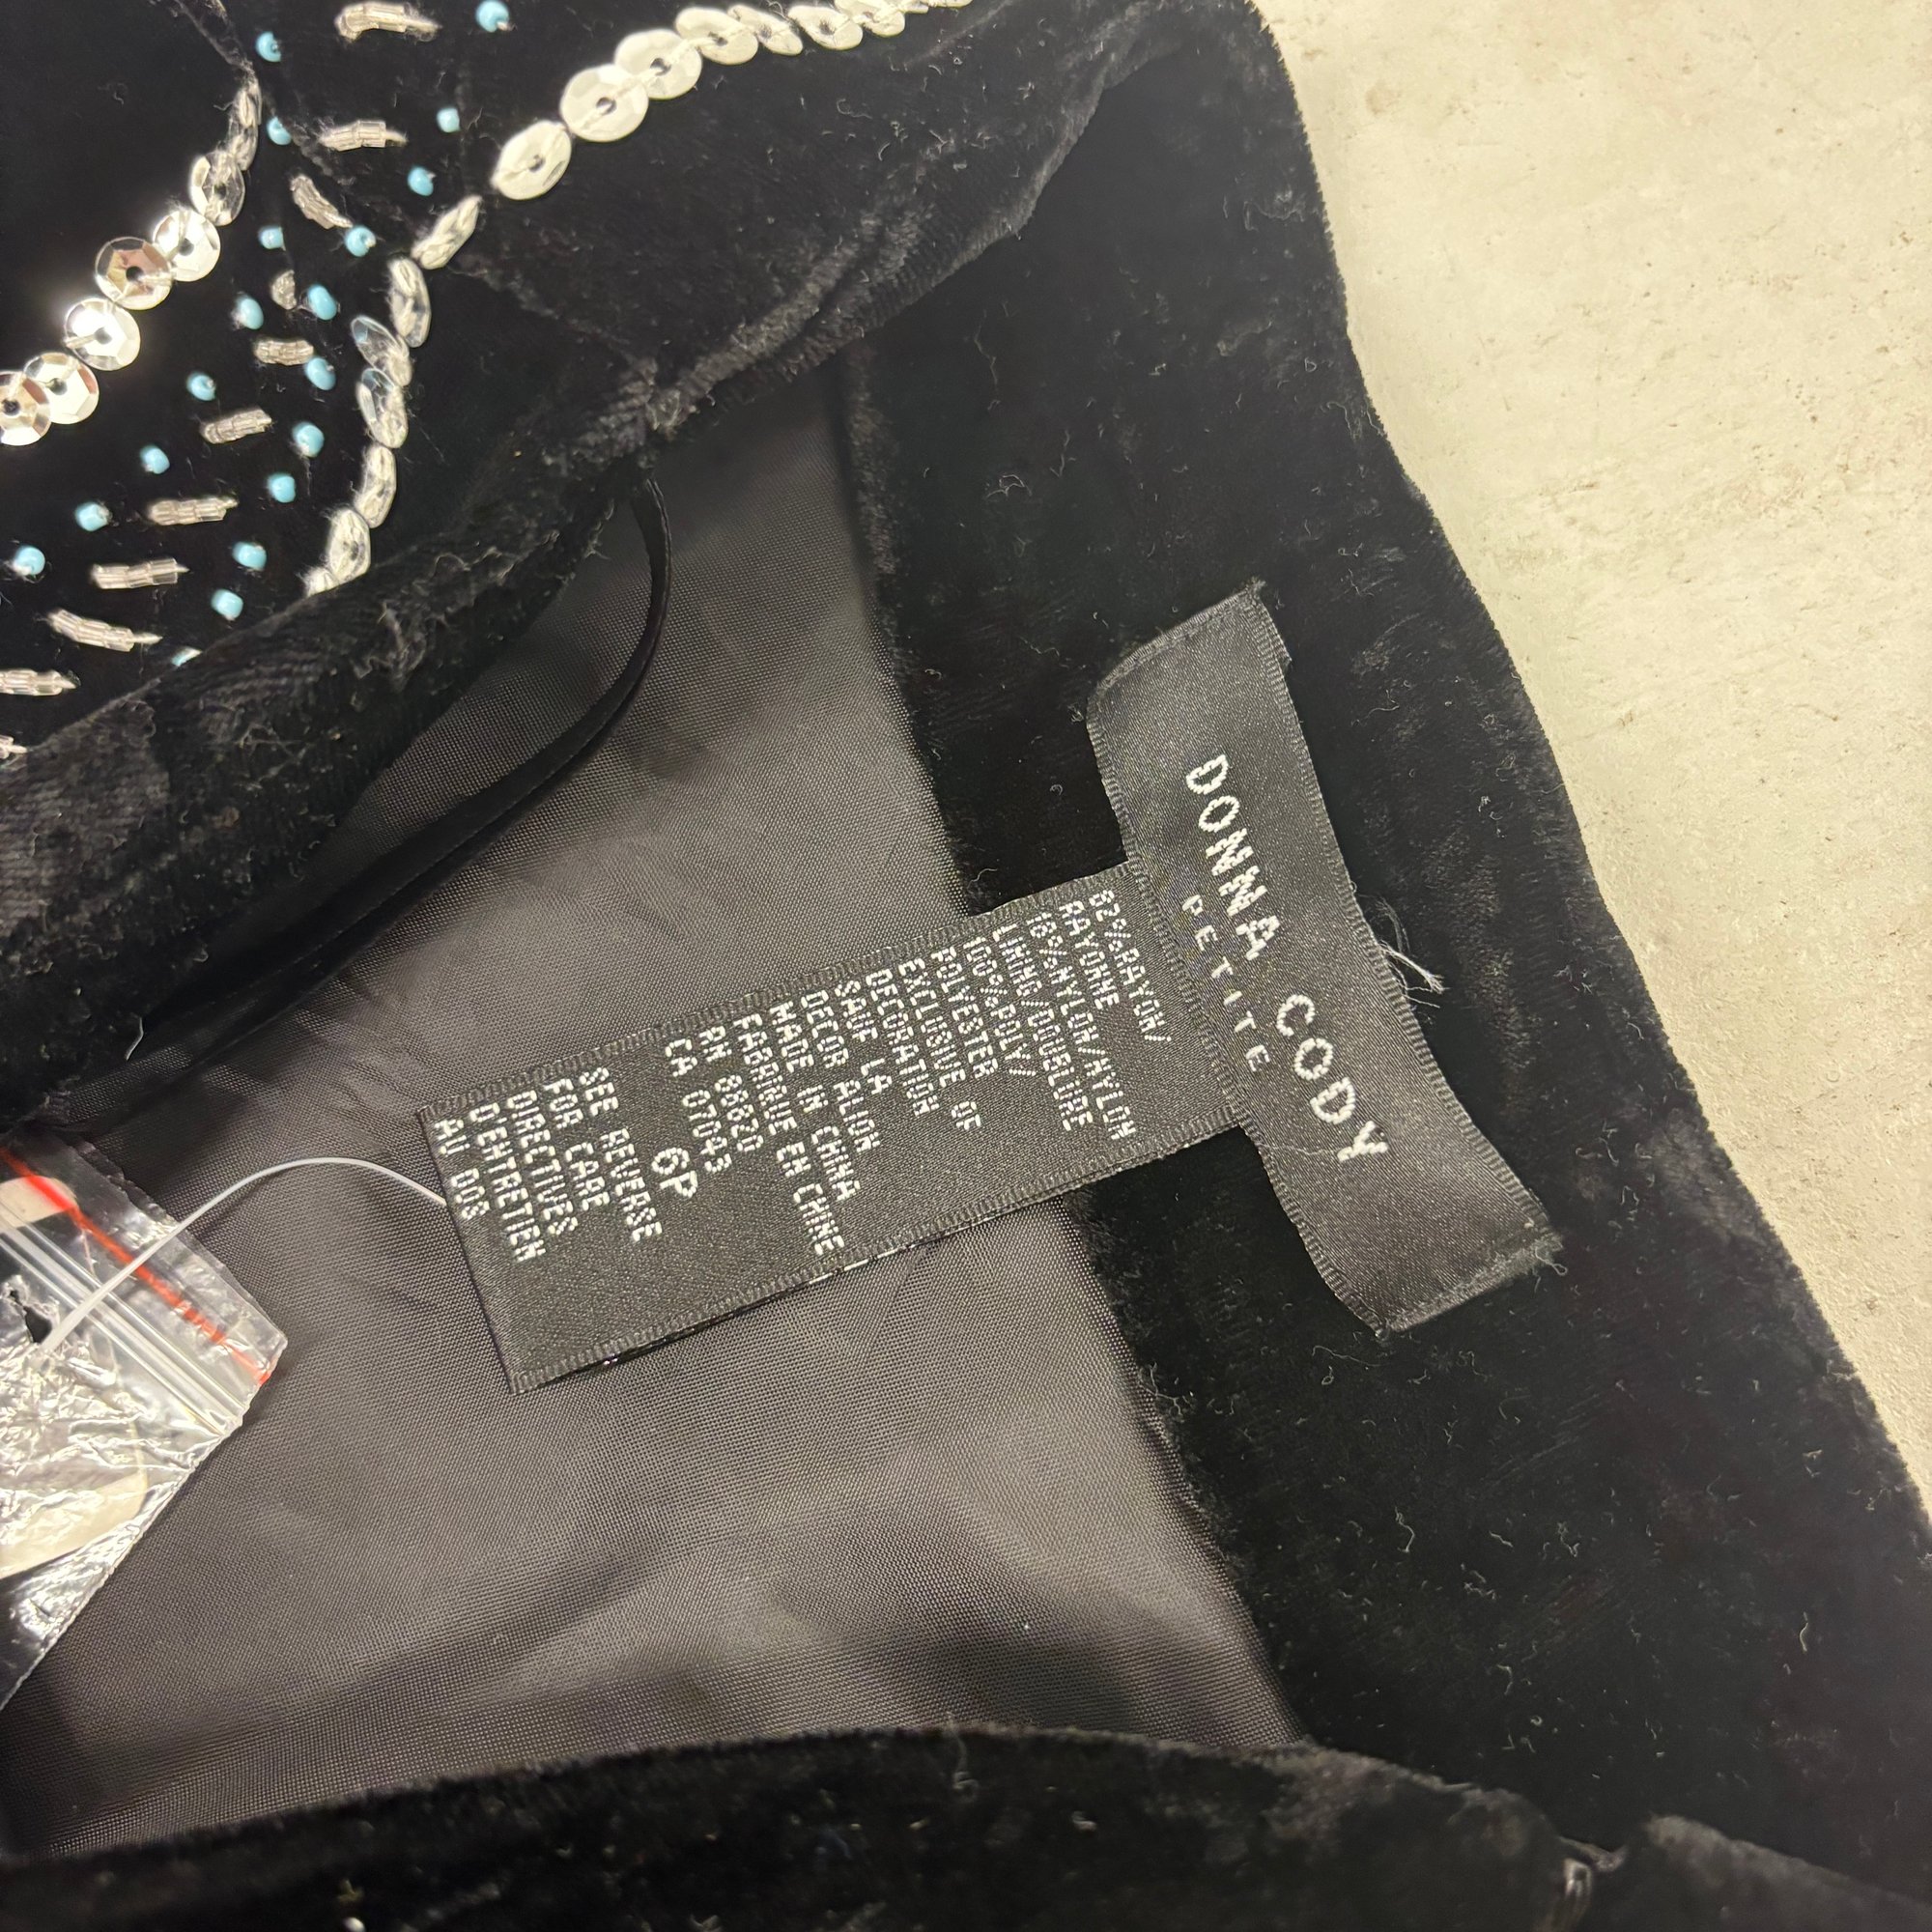 DONNA CODY
PETITE
82%RAYON/
RAYONNE
18%NYLON/NYLON
LINING/DOUBLURE
100%POLY/
POLYESTER
EXCLUSIVE OF
DECORATION
SAUF LA
DECORATION
MADE IN CHINA
FABRIQUE EN CHINE
RN 88820
CA 07043
6P
SEE REVERSE
FOR CARE
DIRECTIVES
D'ENTRETIEN
AU DOS